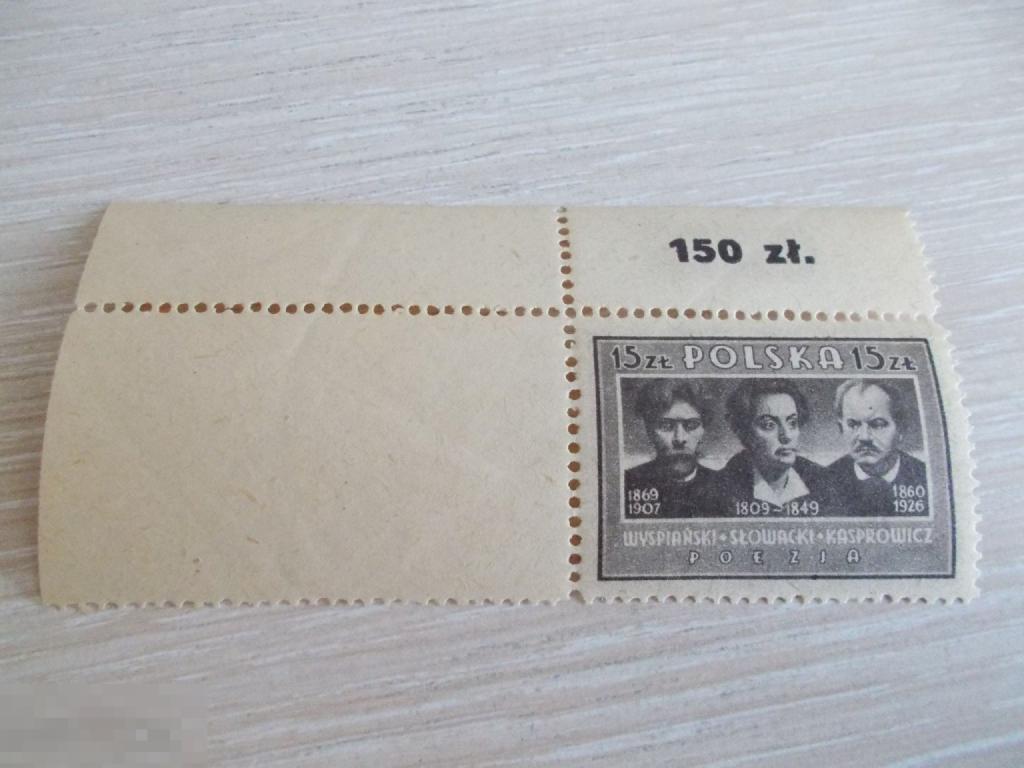 150 zł.
15 ZŁ POLSKA 15 ZŁ
1869 1860
1907 1809-1849 1926
WYSPIAŃSKI • SŁOWACKI • KASPROWICZ
POEZJA